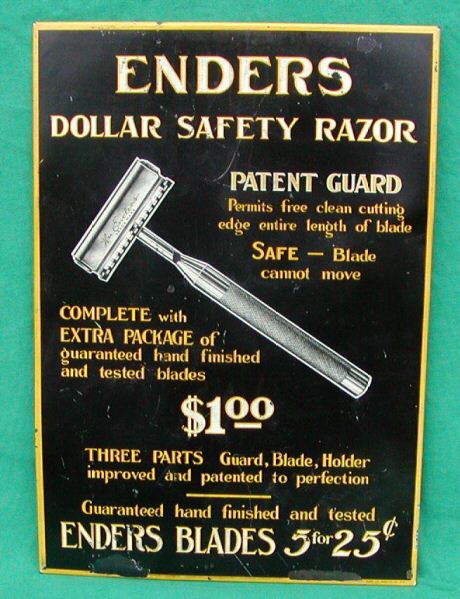 ENDERS
DOLLAR SAFETY RAZOR
PATENT GUARD
Permits free clean cutting
edge entire length of blade
SAFE — Blade
cannot move
COMPLETE with
EXTRA PACKAGE of
guaranteed hand finished
and tested blades
$1.00
THREE PARTS Guard, Blade, Holder
improved and patented to perfection
Guaranteed hand finished and tested
ENDERS BLADES 5 for 25¢